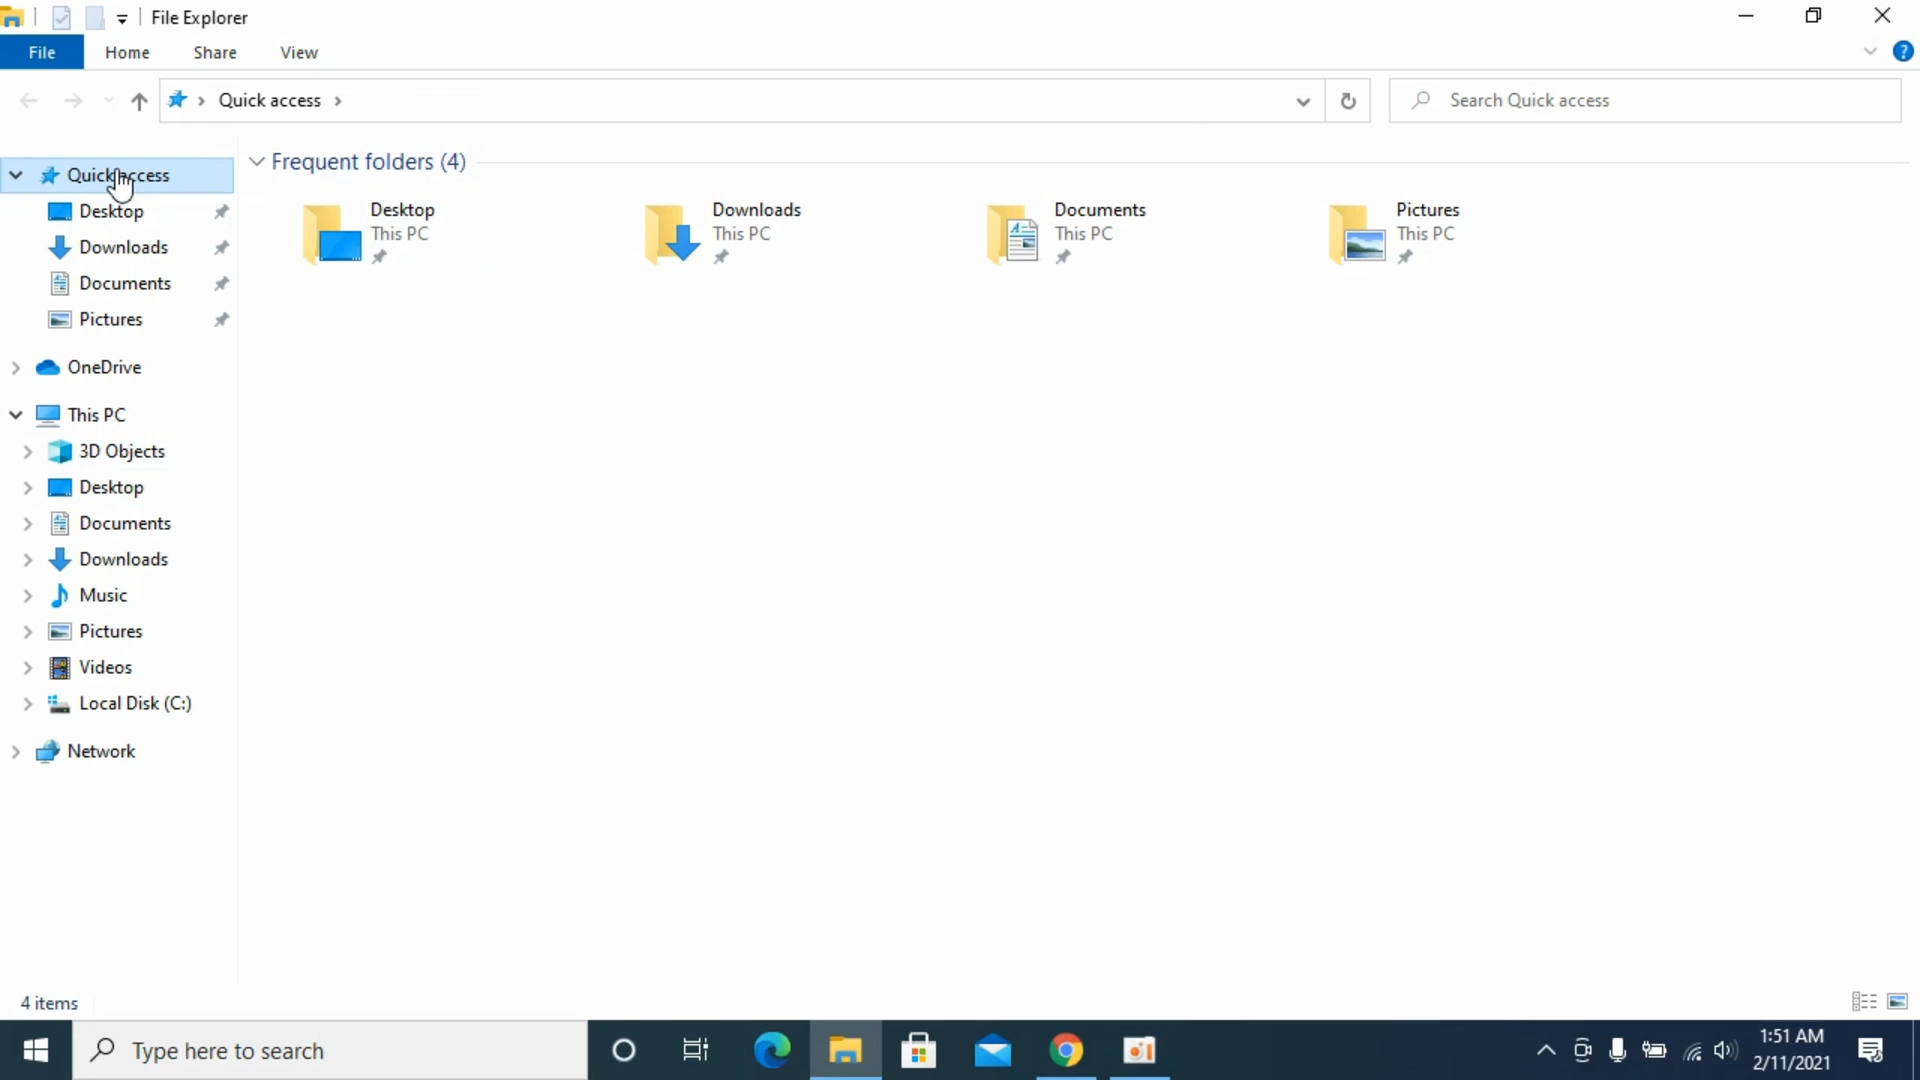 File Explorer
File
Home
Share
View
?
Quick access
Search Quick access
Quick access
Desktop
Downloads
Documents
Pictures
OneDrive
This PC
3D Objects
Desktop
Documents
Downloads
Music
Pictures
Videos
Local Disk (C:)
Network
Frequent folders (4)
Desktop
This PC
Downloads
This PC
Documents
This PC
Pictures
This PC
4 items
Type here to search
1:51 AM
2/11/2021